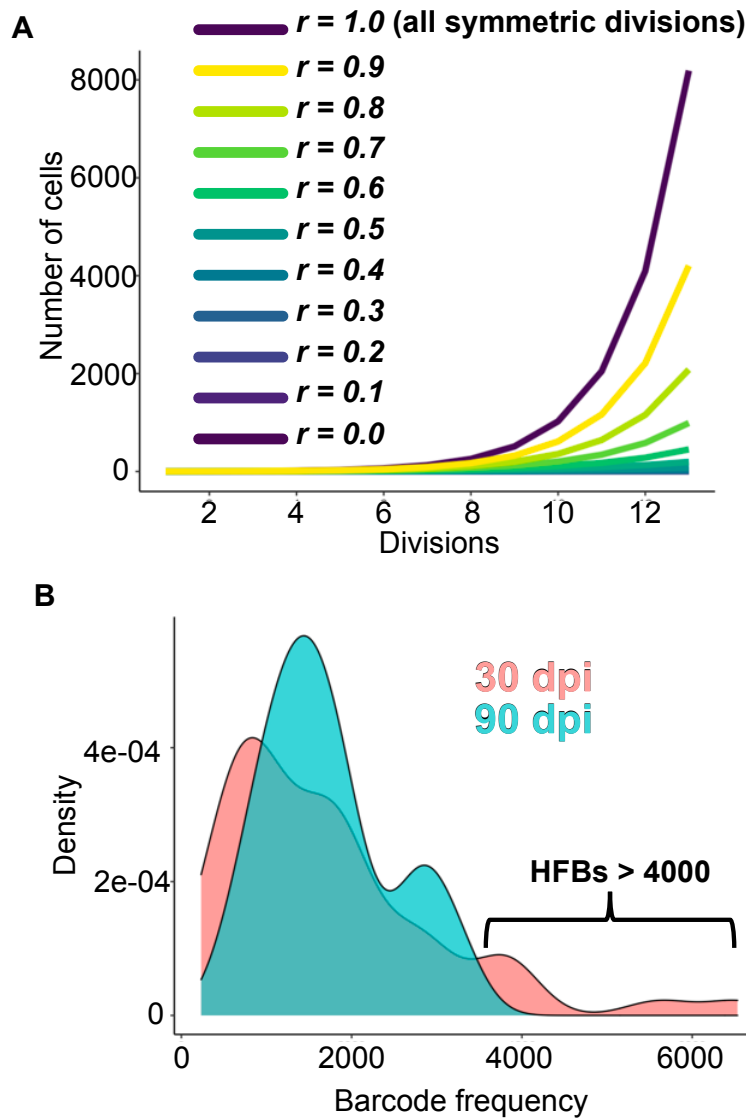 A
r = 1.0 (all symmetric divisions)
r = 0.9
r = 0.8
r = 0.7
r = 0.6
r = 0.5
r = 0.4
r = 0.3
r = 0.2
r = 0.1
r = 0.0
Number of cells
8000
6000
4000
2000
0
2 4 6 8 10 12
Divisions
B
30 dpi
90 dpi
HFBs > 4000
Density
4e-04
2e-04
0
0 2000 4000 6000
Barcode frequency